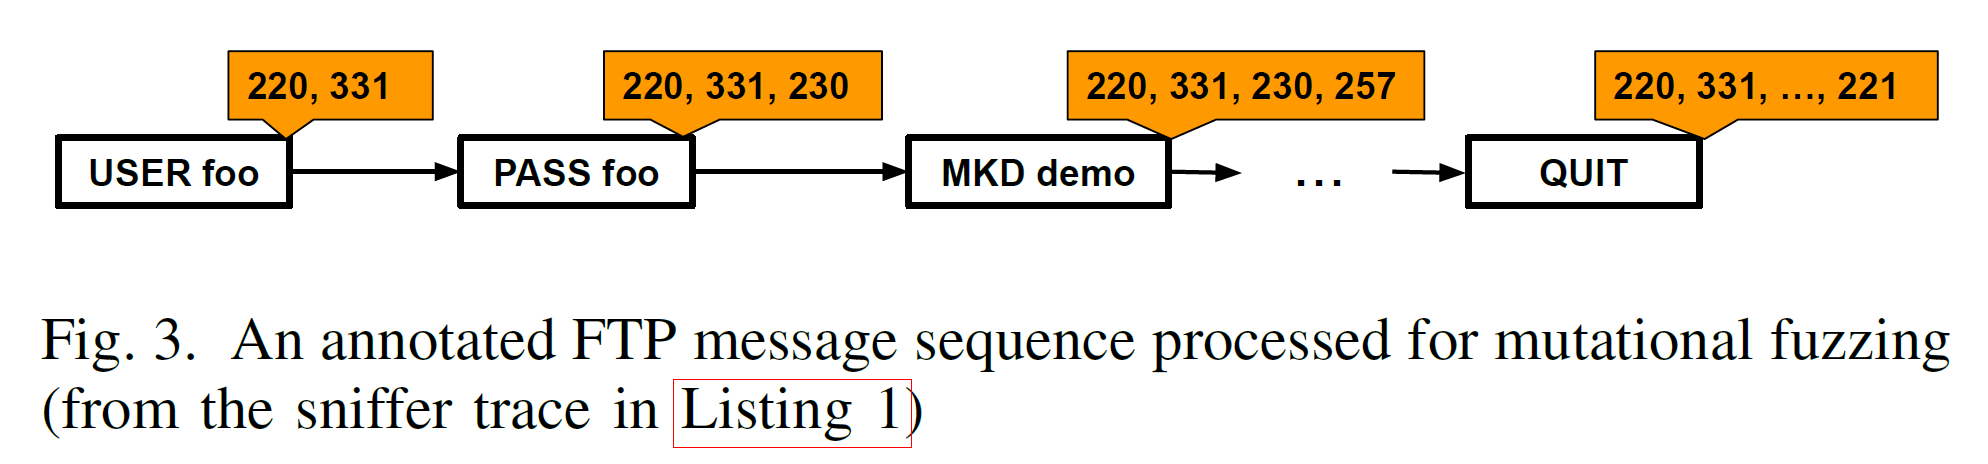 220, 331
220, 331, 230
220, 331, 230, 257
220, 331, ..., 221
USER foo
PASS foo
MKD demo
...
QUIT
Fig. 3. An annotated FTP message sequence processed for mutational fuzzing
(from the sniffer trace in Listing 1)